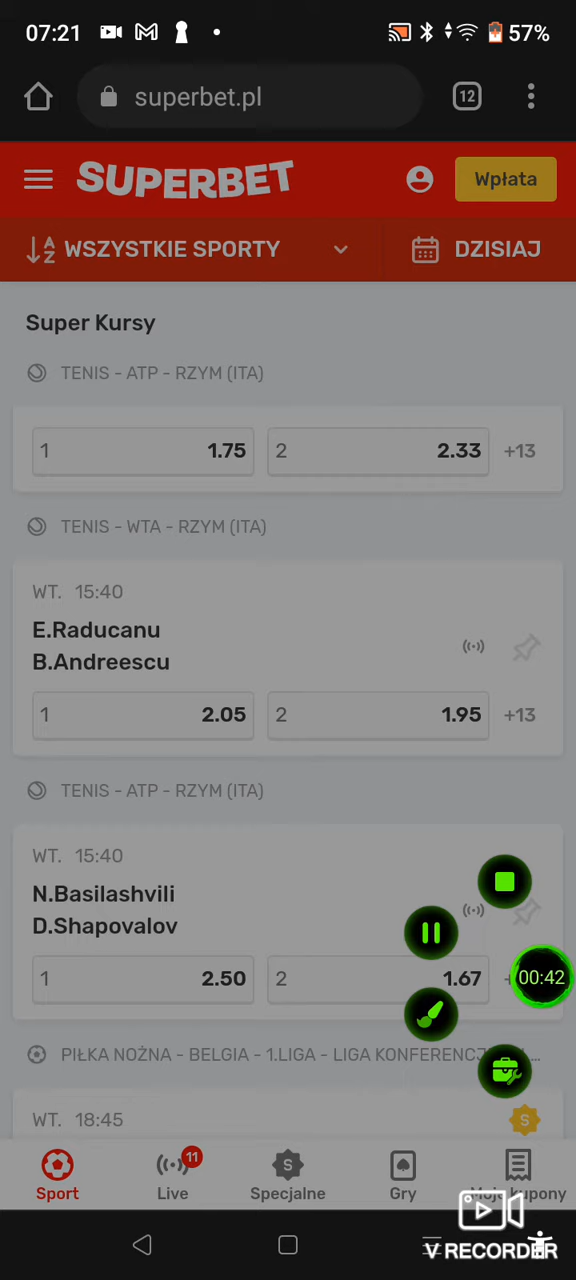 07:21
57%
superbet.pl
12
SUPERBET
Wpłata
A
Z
WSZYSTKIE SPORTY
DZISIAJ
Super Kursy
TENIS - ATP - RZYM (ITA)
1 1.75 2 2.33 +13
TENIS - WTA - RZYM (ITA)
WT. 15:40
E.Raducanu
B.Andreescu
1 2.05 2 1.95 +13
TENIS - ATP - RZYM (ITA)
WT. 15:40
N.Basilashvili
D.Shapovalov
1 2.50 2 1.67
00:42
PIŁKA NOŻNA - BELGIA - 1.LIGA - LIGA
WT. 18:45
S
11
S
Sport Live Specjalne Gry Moje kupony
V RECORDER